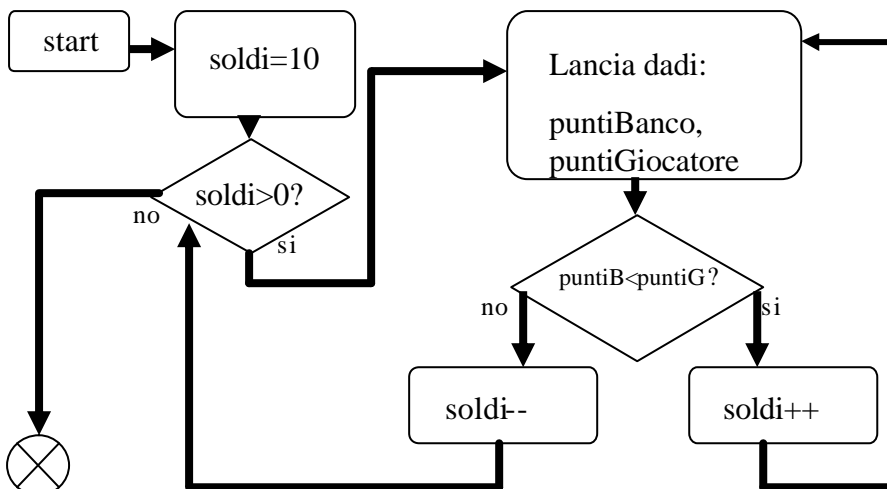 start
soldi=10
Lancia dadi:
puntiBanco,
puntiGiocatore
soldi>0?
no
si
puntiB<puntiG?
no
si
soldi--
soldi++